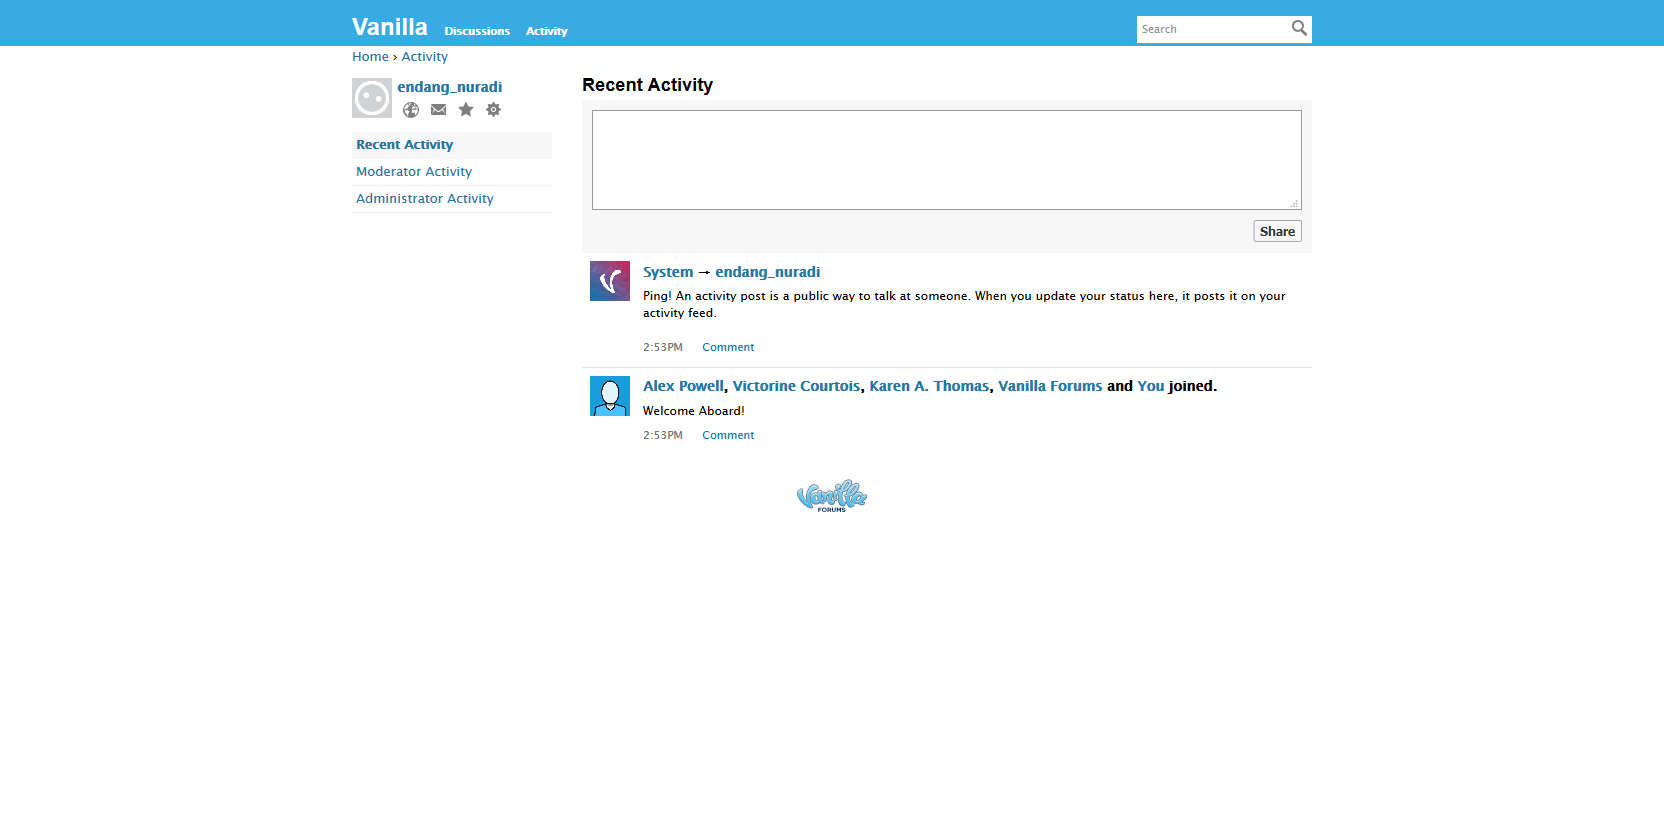 Vanilla Discussions Activity
Search
Home › Activity
endang_nuradi
Recent Activity
Moderator Activity
Administrator Activity
Recent Activity
Share
System → endang_nuradi
Ping! An activity post is a public way to talk at someone. When you update your status here, it posts it on your
activity feed.
2:53PM Comment
Alex Powell, Victorine Courtois, Karen A. Thomas, Vanilla Forums and You joined.
Welcome Aboard!
2:53PM Comment
Vanilla
FORUMS